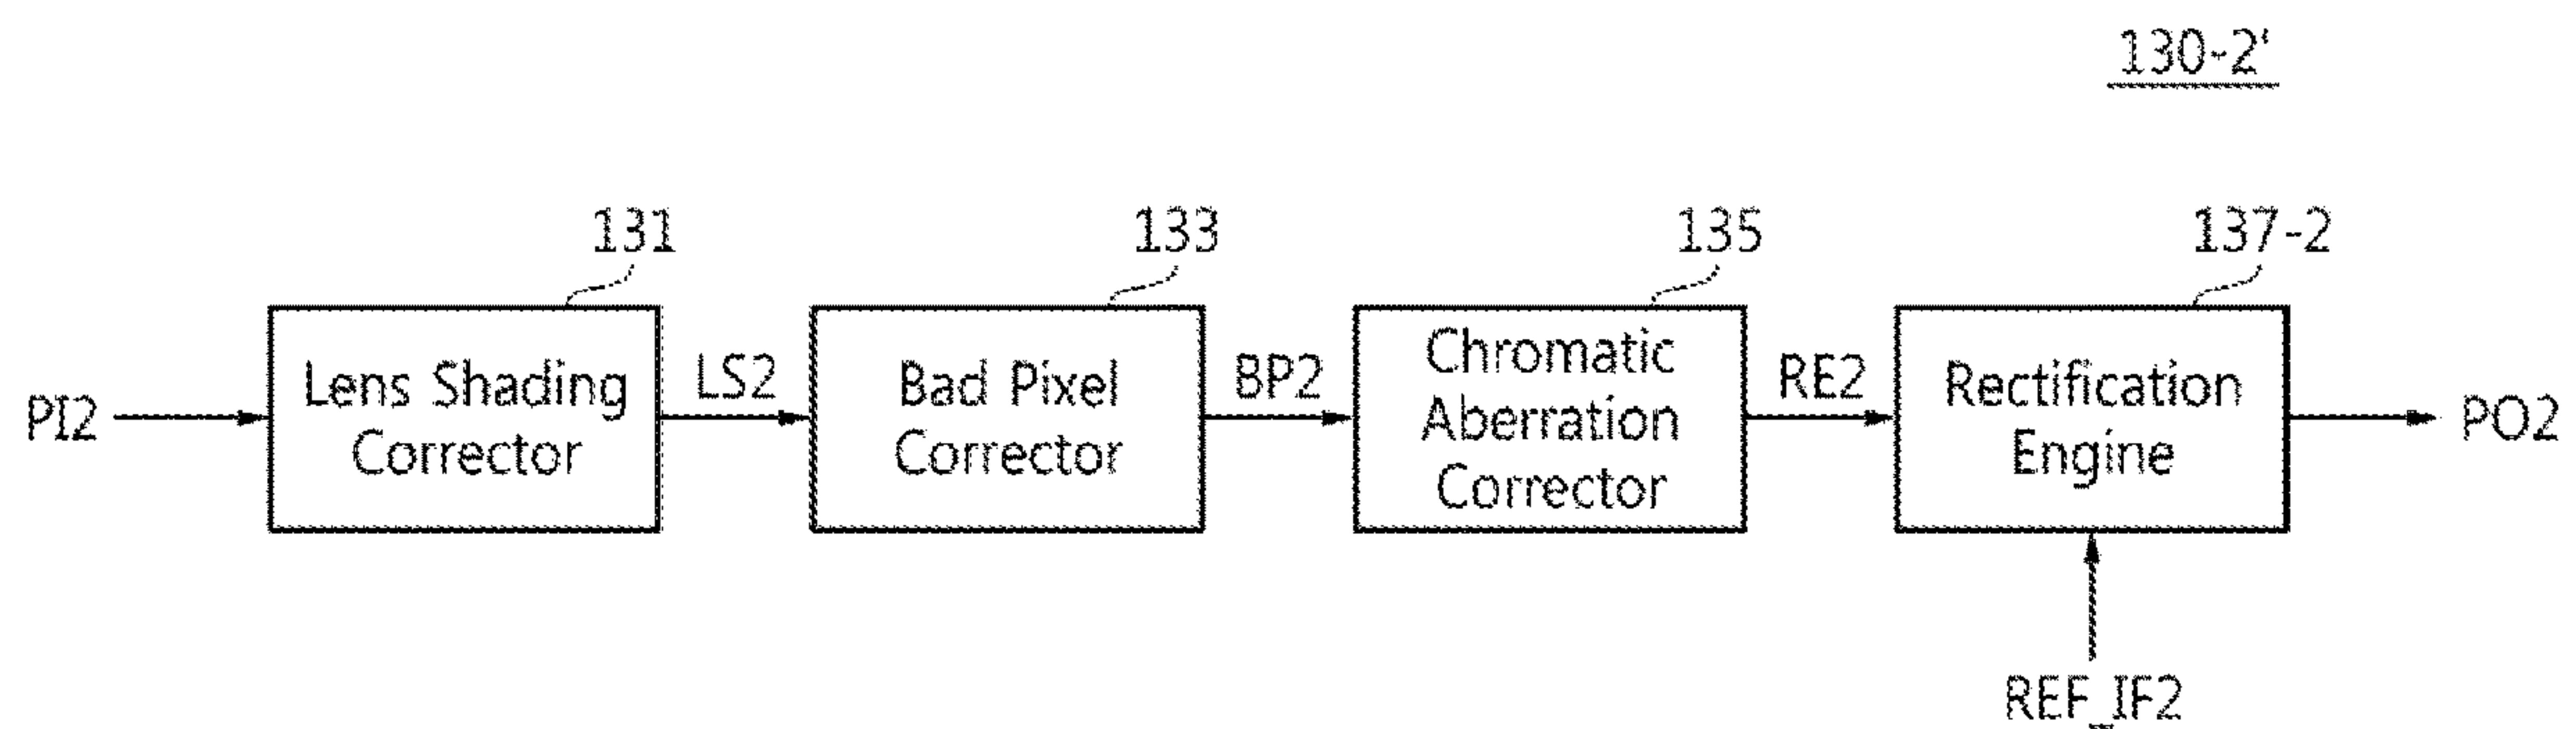 130-2'
131
133
135
137-2
PI2
Lens Shading
Corrector
LS2
Bad Pixel
Corrector
BP2
Chromatic
Aberration
Corrector
RE2
Rectification
Engine
PO2
REF_IF2